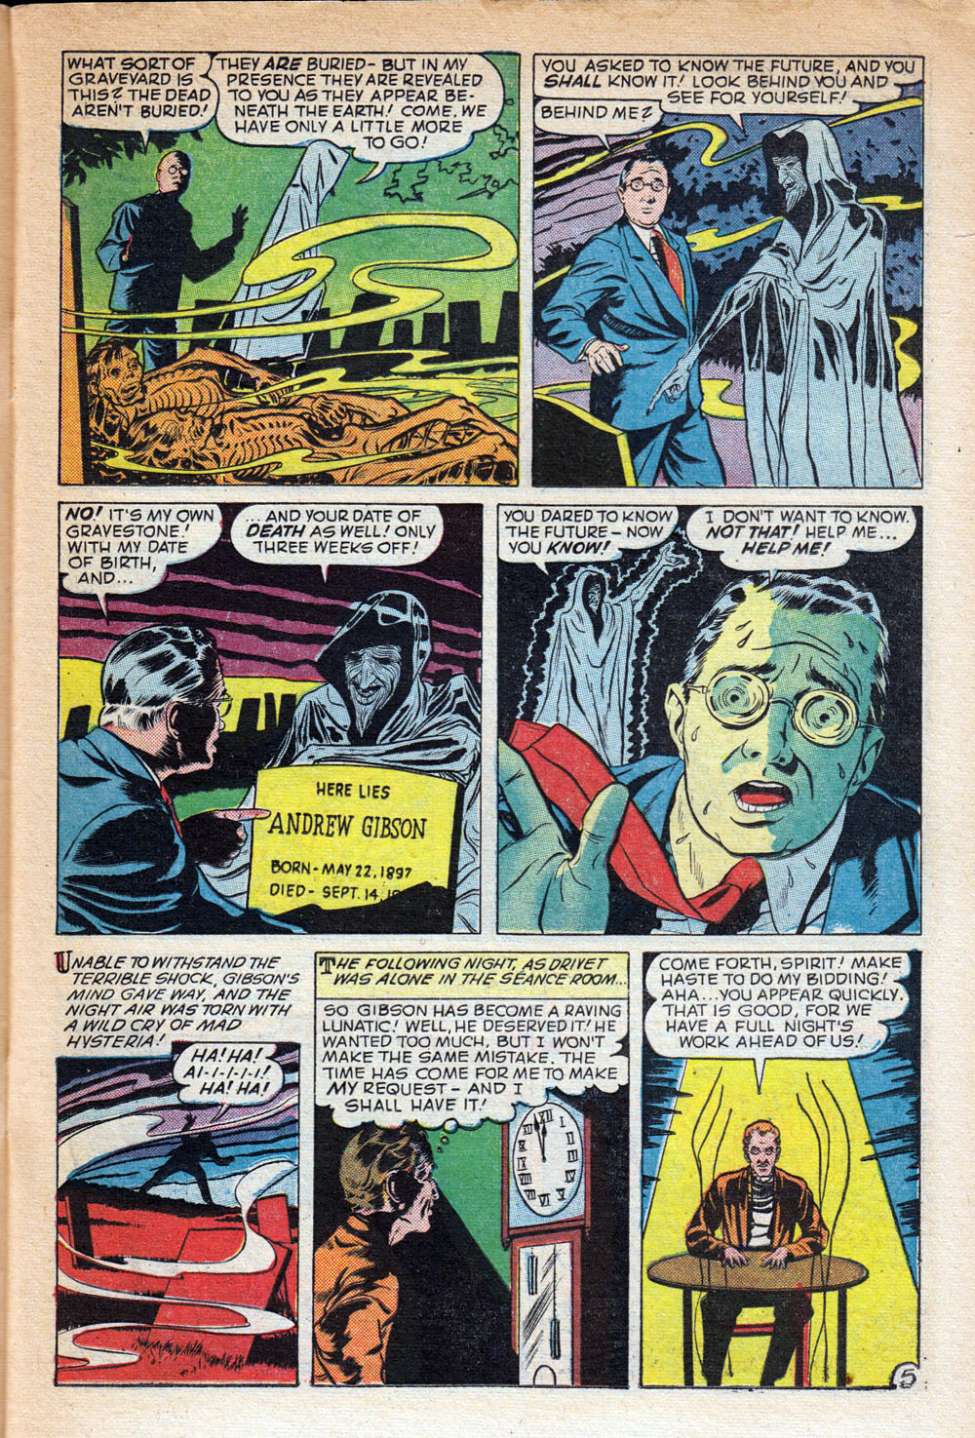 WHAT SORT OF
GRAVEYARD IS
THIS? THE DEAD
AREN'T BURIED!
THEY ARE BURIED - BUT IN MY
PRESENCE THEY ARE REVEALED
TO YOU AS THEY APPEAR BE-
NEATH THE EARTH! COME, WE
HAVE ONLY A LITTLE MORE
TO GO!
YOU ASKED TO KNOW THE FUTURE, AND YOU
SHALL KNOW IT! LOOK BEHIND YOU AND -
SEE FOR YOURSELF!
BEHIND ME?
NO! IT'S MY OWN
GRAVESTONE!
WITH MY DATE
OF BIRTH,
AND...
...AND YOUR DATE OF
DEATH AS WELL! ONLY
THREE WEEKS OFF!
HERE LIES
ANDREW GIBSON
BORN - MAY 22, 1897
DIED - SEPT. 14,
YOU DARED TO KNOW
THE FUTURE - NOW
YOU KNOW!
I DON'T WANT TO KNOW.
NOT THAT! HELP ME...
HELP ME!
UNABLE TO WITHSTAND THE
TERRIBLE SHOCK, GIBSON'S
MIND GAVE WAY, AND THE
NIGHT AIR WAS TORN WITH
A WILD CRY OF MAD
HYSTERIA!
HA! HA!
AI-I-I-I-I!
HA! HA!
THE FOLLOWING NIGHT, AS DRIVET
WAS ALONE IN THE SÉANCE ROOM...
SO GIBSON HAS BECOME A RAVING
LUNATIC! WELL, HE DESERVED IT! HE
WANTED TOO MUCH, BUT I WON'T
MAKE THE SAME MISTAKE. THE
TIME HAS COME FOR ME TO MAKE
MY REQUEST - AND I
SHALL HAVE IT!
COME FORTH, SPIRIT! MAKE
HASTE TO DO MY BIDDING! -
AHA... YOU APPEAR QUICKLY.
THAT IS GOOD, FOR WE
HAVE A FULL NIGHT'S
WORK AHEAD OF US!
5